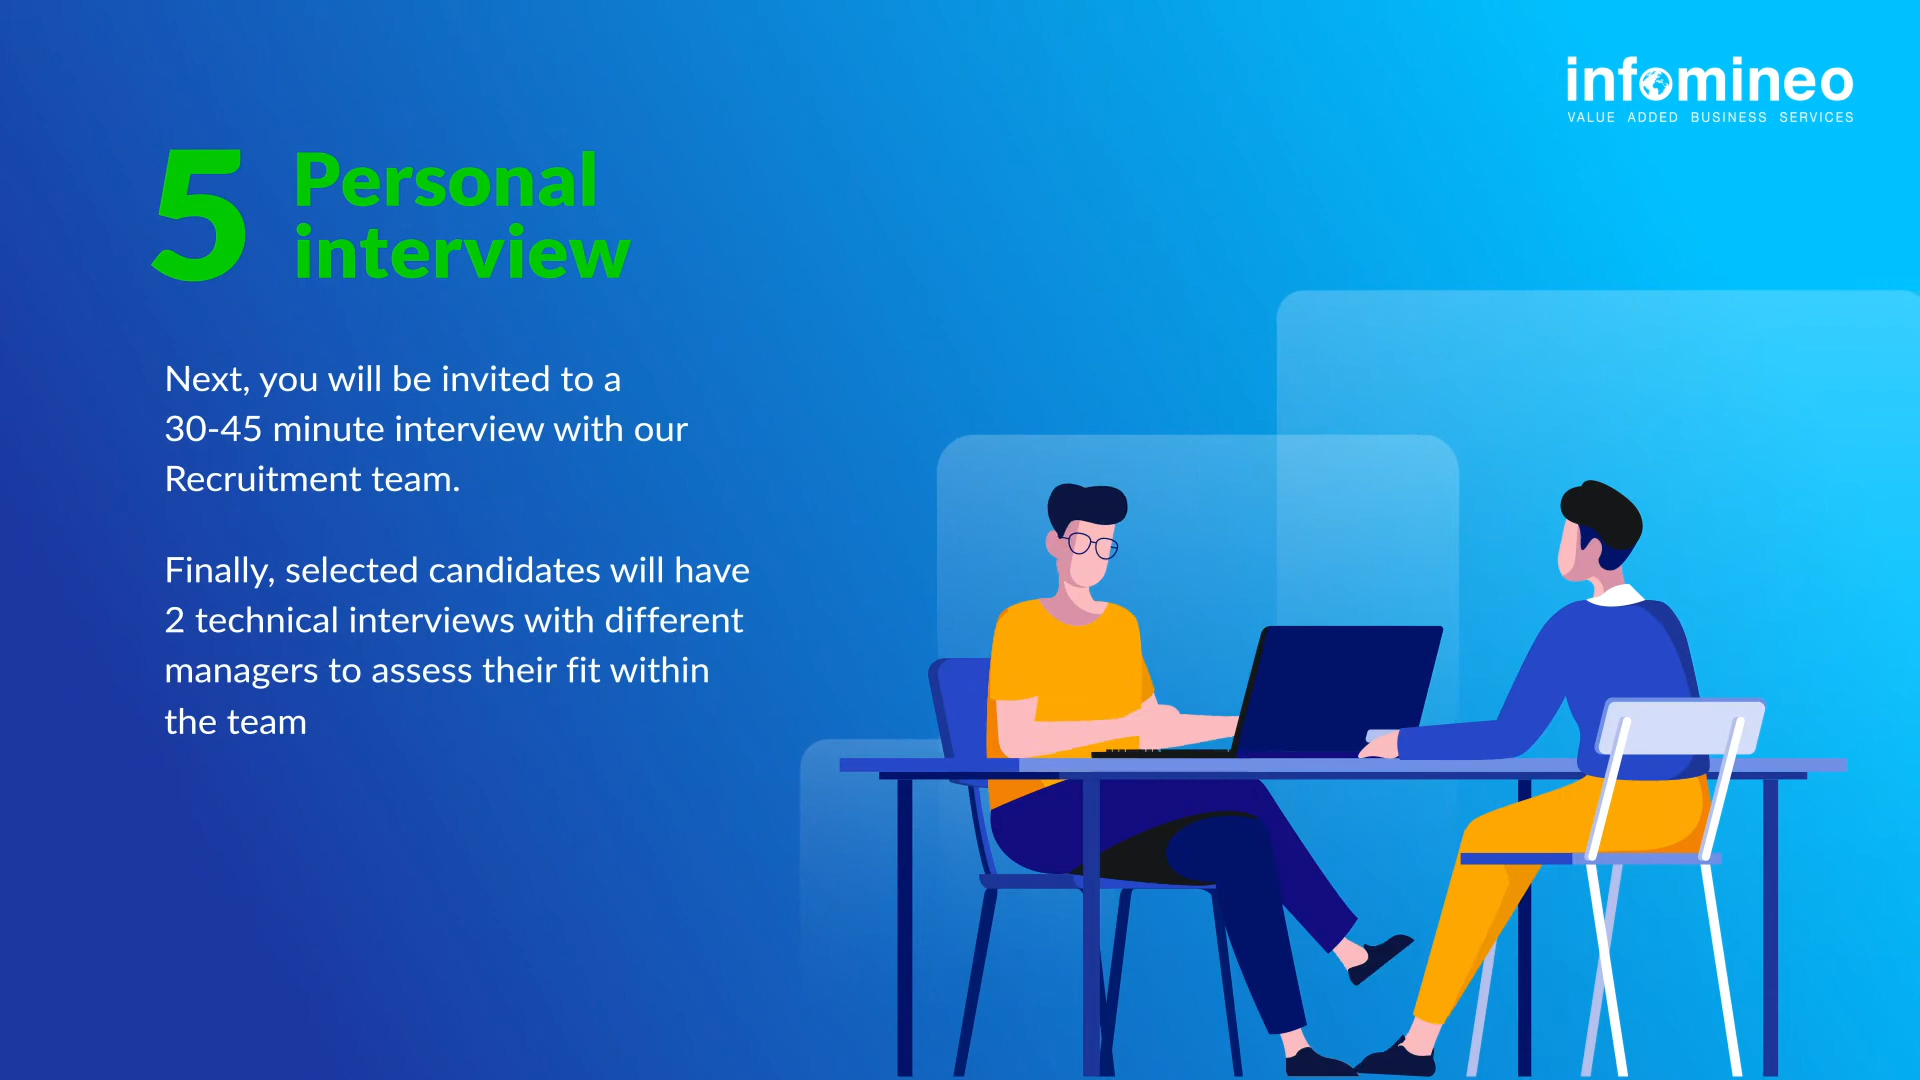 infomineo
VALUE ADDED BUSINESS SERVICES
5 Personal
interview
Next, you will be invited to a
30-45 minute interview with our
Recruitment team.
Finally, selected candidates will have
2 technical interviews with different
managers to assess their fit within
the team